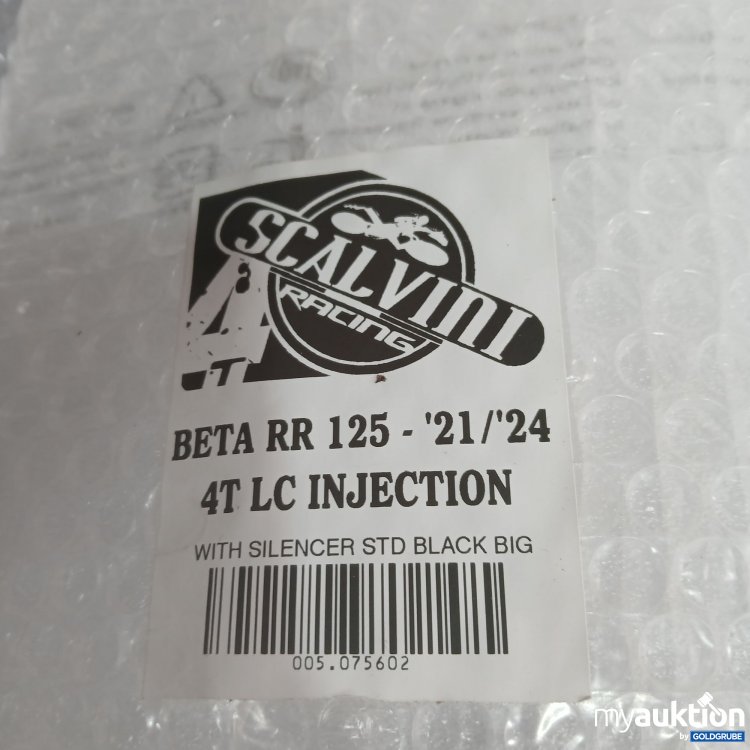 SCALVINI
RACING
4T
BETA RR 125 - '21/'24
4T LC INJECTION
WITH SILENCER STD BLACK BIG
005.075602
myauktion
by GOLDGRUBE